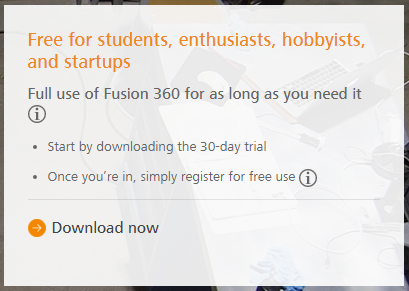 Free for students, enthusiasts, hobbyists,
and startups
Full use of Fusion 360 for as long as you need it
Start by downloading the 30-day trial
Once you’re in, simply register for free use
Download now